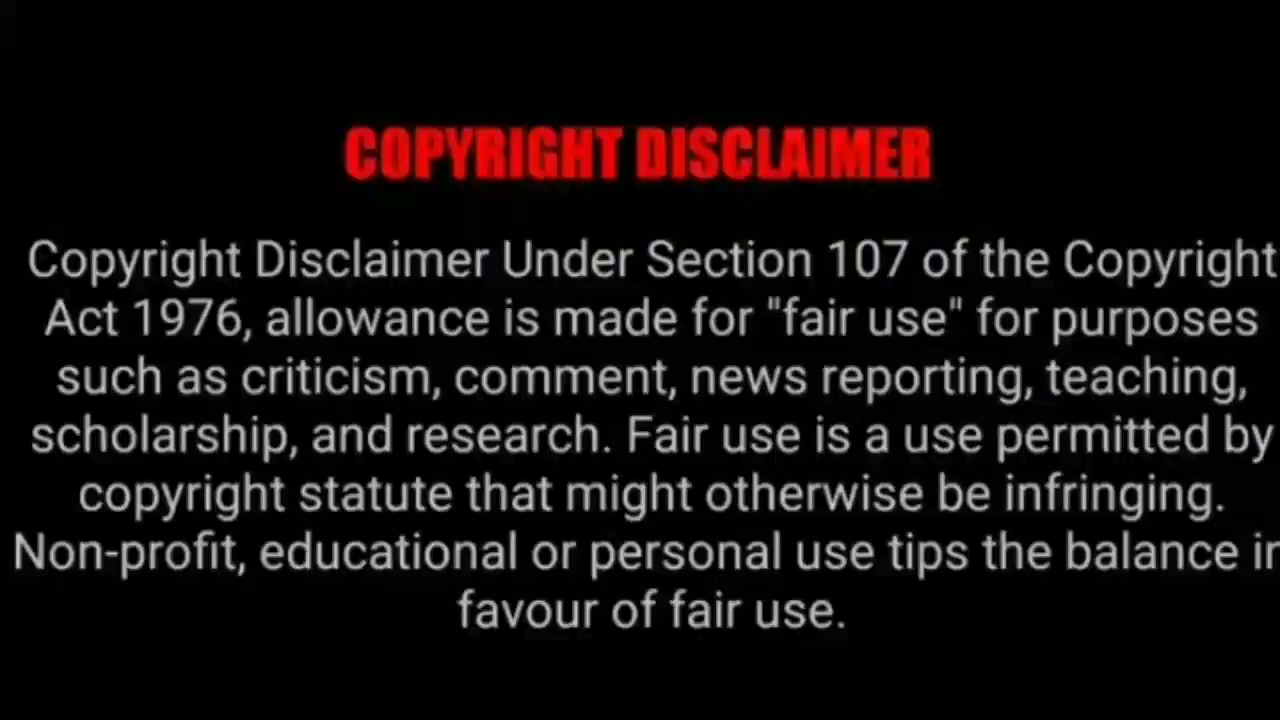 COPYRIGHT DISCLAIMER
Copyright Disclaimer Under Section 107 of the Copyright
Act 1976, allowance is made for "fair use" for purposes
such as criticism, comment, news reporting, teaching,
scholarship, and research. Fair use is a use permitted by
copyright statute that might otherwise be infringing.
Non-profit, educational or personal use tips the balance in
favour of fair use.